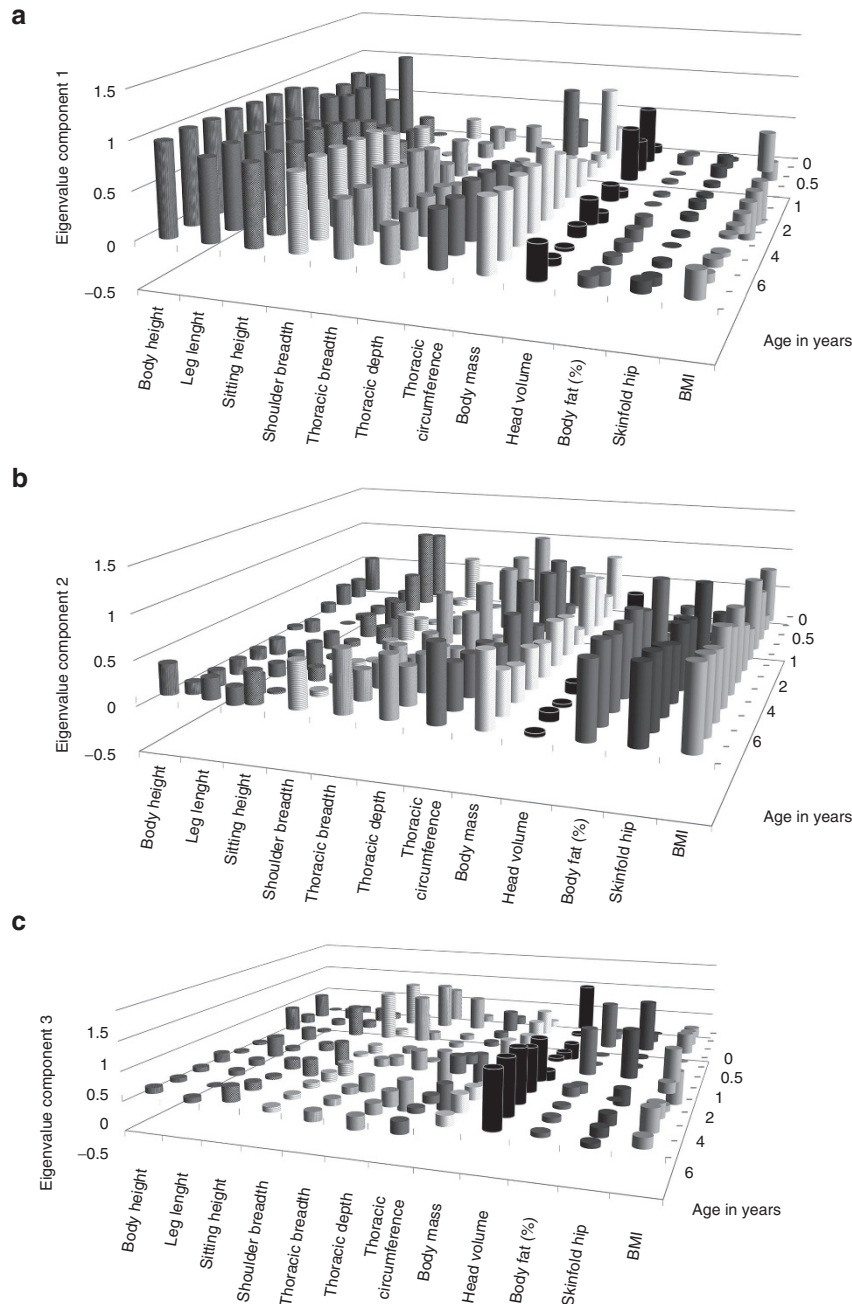 a
Eigenvalue component 1
1.5
1
0.5
0
−0.5
0
0.5
1
2
4
6
Age in years
Body height
Leg lenght
Sitting height
Shoulder breadth
Thoracic breadth
Thoracic depth
Thoracic
circumference
Body mass
Head volume
Body fat (%)
Skinfold hip
BMI
b
Eigenvalue component 2
1.5
1
0.5
0
−0.5
0
0.5
1
2
4
6
Age in years
Body height
Leg lenght
Sitting height
Shoulder breadth
Thoracic breadth
Thoracic depth
Thoracic
circumference
Body mass
Head volume
Body fat (%)
Skinfold hip
BMI
c
Eigenvalue component 3
1.5
1
0.5
0
−0.5
0
0.5
1
2
4
6
Age in years
Body height
Leg lenght
Sitting height
Shoulder breadth
Thoracic breadth
Thoracic depth
Thoracic
circumference
Body mass
Head volume
Body fat (%)
Skinfold hip
BMI